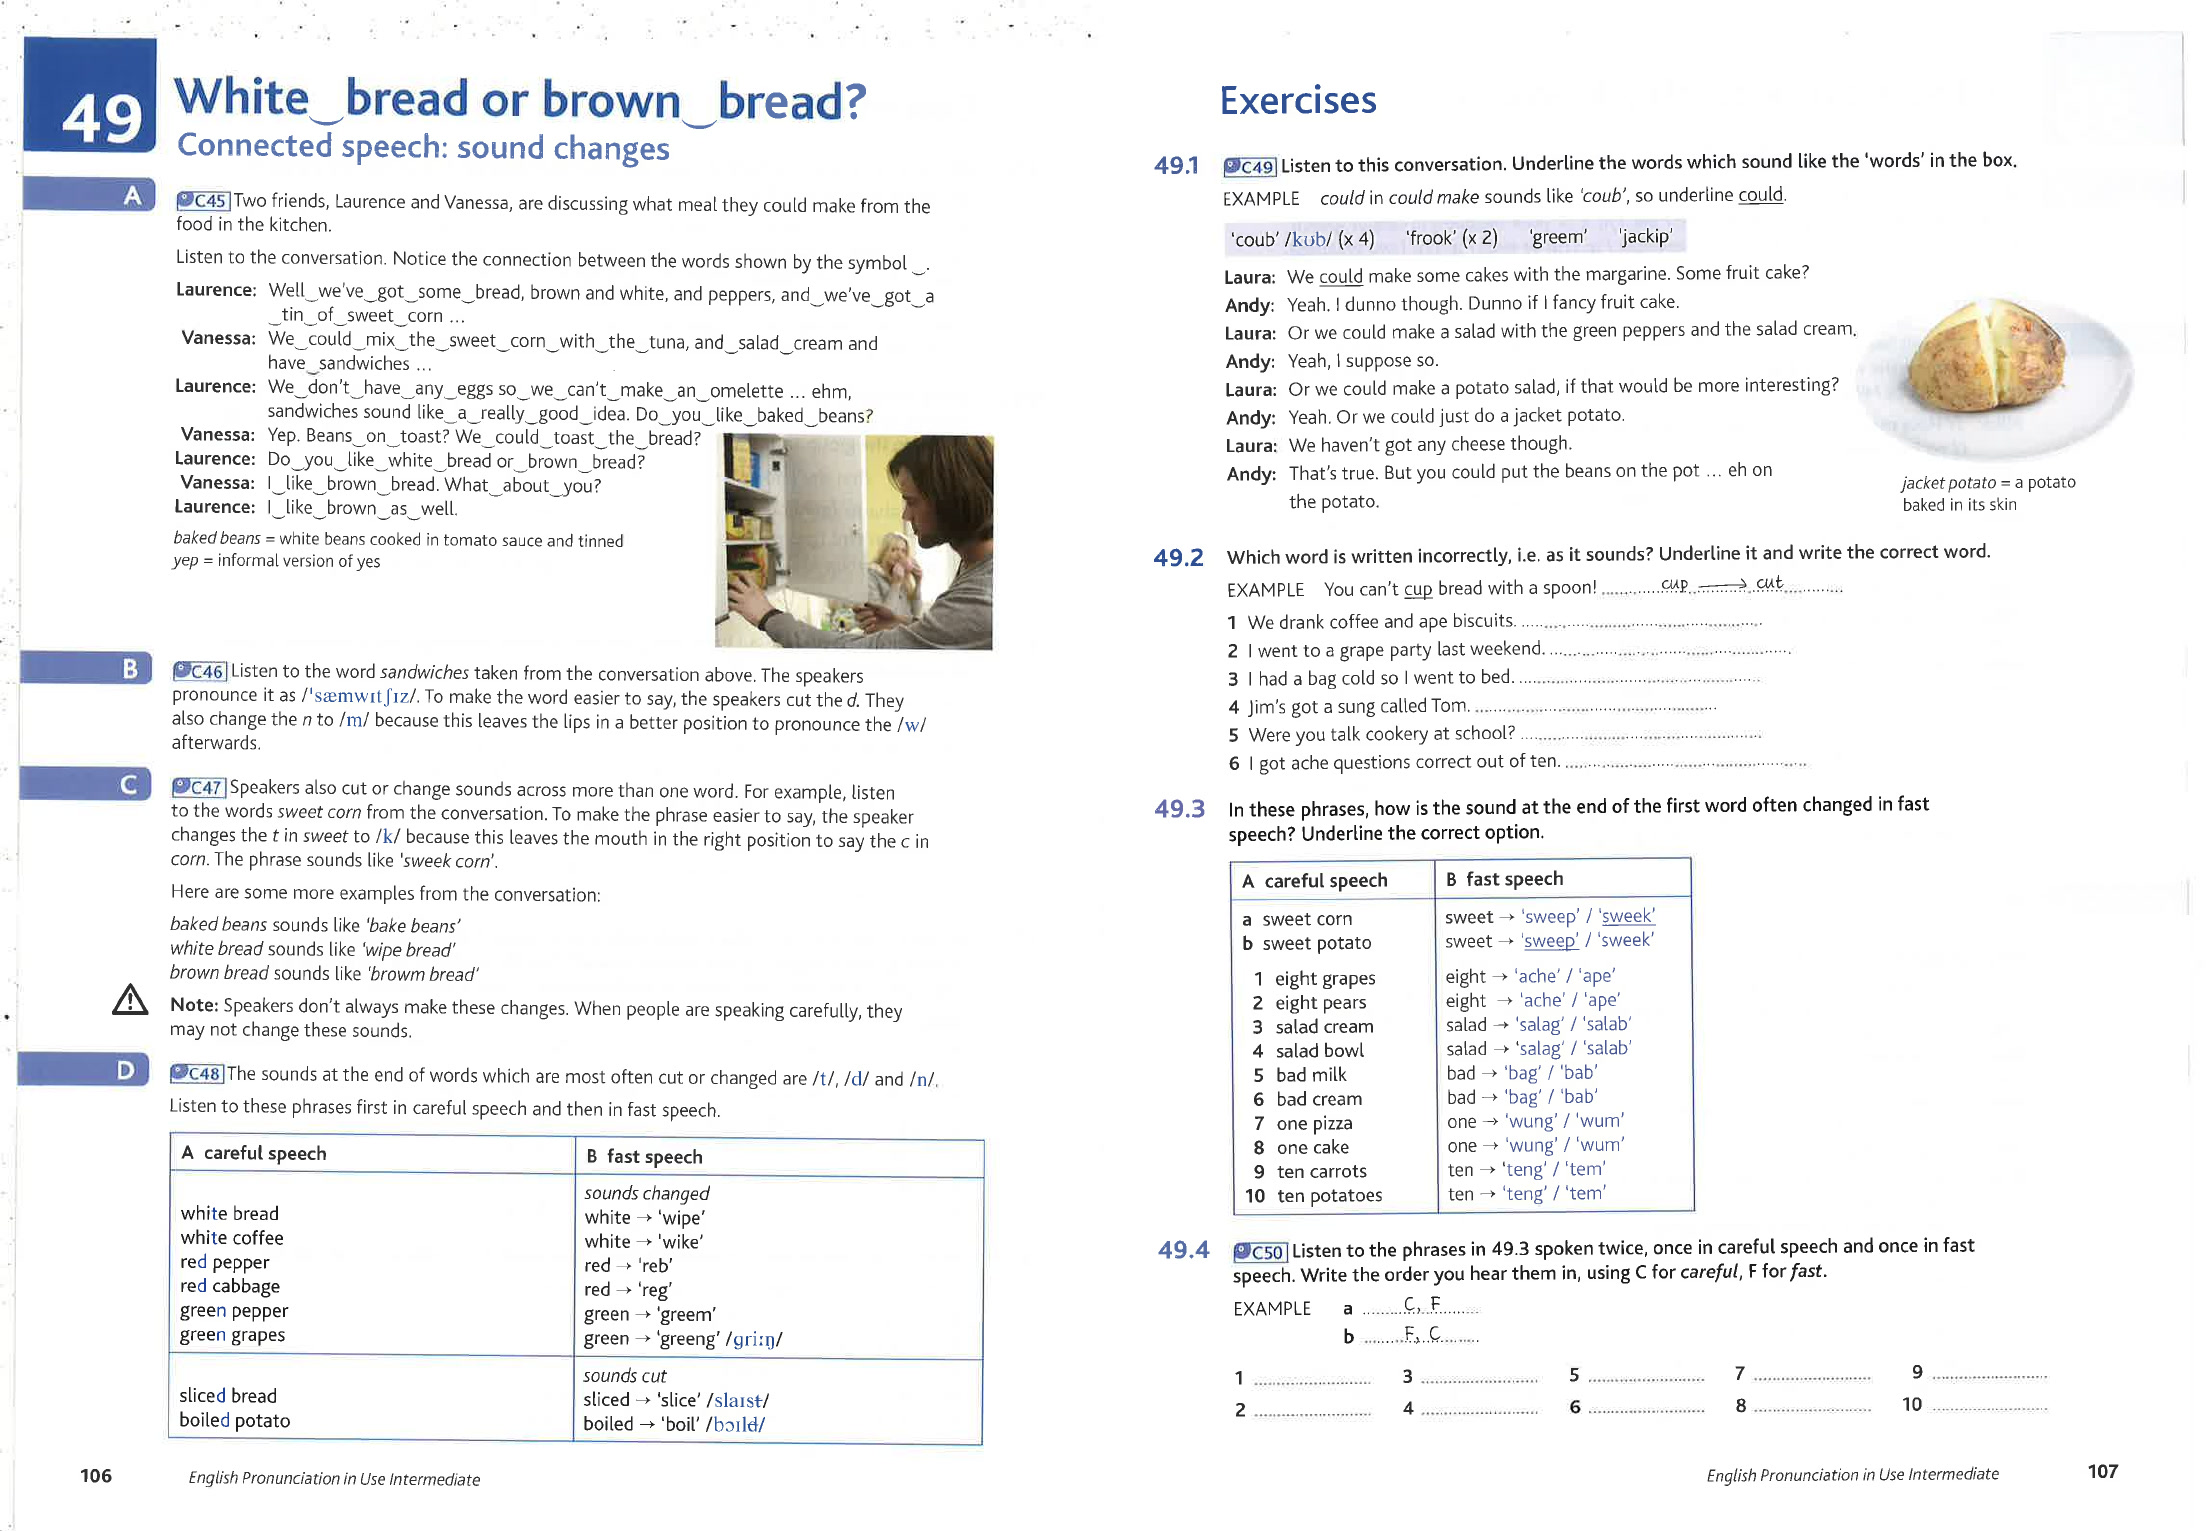 49
White‿bread or brown‿bread?
Connected speech: sound changes
A
C45 Two friends, Laurence and Vanessa, are discussing what meal they could make from the
food in the kitchen.
Listen to the conversation. Notice the connection between the words shown by the symbol ‿.
Laurence: Well‿we've‿got‿some‿bread, brown and white, and peppers, and‿we've‿got‿a
‿tin‿of‿sweet‿corn ...
Vanessa: We‿could‿mix‿the‿sweet‿corn‿with‿the‿tuna, and‿salad‿cream and
have‿sandwiches ...
Laurence: We‿don't‿have‿any‿eggs so‿we‿can't‿make‿an‿omelette ... ehm,
sandwiches sound like‿a‿really‿good‿idea. Do‿you‿like‿baked‿beans?
Vanessa: Yep. Beans‿on‿toast? We‿could‿toast‿the‿bread?
Laurence: Do‿you‿like‿white‿bread or‿brown‿bread?
Vanessa: I‿like‿brown‿bread. What‿about‿you?
Laurence: I‿like‿brown‿as‿well.
baked beans = white beans cooked in tomato sauce and tinned
yep = informal version of yes
B
C46 Listen to the word sandwiches taken from the conversation above. The speakers
pronounce it as /ˈsæmwɪtʃɪz/. To make the word easier to say, the speakers cut the d. They
also change the n to /m/ because this leaves the lips in a better position to pronounce the /w/
afterwards.
C
C47 Speakers also cut or change sounds across more than one word. For example, listen
to the words sweet corn from the conversation. To make the phrase easier to say, the speaker
changes the t in sweet to /k/ because this leaves the mouth in the right position to say the c in
corn. The phrase sounds like 'sweek corn'.
Here are some more examples from the conversation:
baked beans sounds like 'bake beans'
white bread sounds like 'wipe bread'
brown bread sounds like 'browm bread'
Note: Speakers don't always make these changes. When people are speaking carefully, they
may not change these sounds.
D
C48 The sounds at the end of words which are most often cut or changed are /t/, /d/ and /n/.
Listen to these phrases first in careful speech and then in fast speech.
A careful speech B fast speech
sounds changed
white bread white → 'wipe'
white coffee white → 'wike'
red pepper red → 'reb'
red cabbage red → 'reg'
green pepper green → 'greem'
green grapes green → 'greeng' /griːŋ/
sounds cut
sliced bread sliced → 'slice' /slaɪst/
boiled potato boiled → 'boil' /bɔɪld/
106 English Pronunciation in Use Intermediate
Exercises
49.1 C49 Listen to this conversation. Underline the words which sound like the 'words' in the box.
EXAMPLE could in could make sounds like 'coub', so underline could.
'coub' /kʊb/ (x 4) 'frook' (x 2) 'greem' 'jackip'
Laura: We could make some cakes with the margarine. Some fruit cake?
Andy: Yeah. I dunno though. Dunno if I fancy fruit cake.
Laura: Or we could make a salad with the green peppers and the salad cream.
Andy: Yeah, I suppose so.
Laura: Or we could make a potato salad, if that would be more interesting?
Andy: Yeah. Or we could just do a jacket potato.
Laura: We haven't got any cheese though.
Andy: That's true. But you could put the beans on the pot ... eh on
the potato.
jacket potato = a potato
baked in its skin
49.2 Which word is written incorrectly, i.e. as it sounds? Underline it and write the correct word.
EXAMPLE You can't cup bread with a spoon! cup → cut
1 We drank coffee and ape biscuits.
2 I went to a grape party last weekend.
3 I had a bag cold so I went to bed.
4 Jim's got a sung called Tom.
5 Were you talk cookery at school?
6 I got ache questions correct out of ten.
49.3 In these phrases, how is the sound at the end of the first word often changed in fast
speech? Underline the correct option.
A careful speech B fast speech
a sweet corn sweet → 'sweep' / 'sweek'
b sweet potato sweet → 'sweep' / 'sweek'
1 eight grapes eight → 'ache' / 'ape'
2 eight pears eight → 'ache' / 'ape'
3 salad cream salad → 'salag' / 'salab'
4 salad bowl salad → 'salag' / 'salab'
5 bad milk bad → 'bag' / 'bab'
6 bad cream bad → 'bag' / 'bab'
7 one pizza one → 'wung' / 'wum'
8 one cake one → 'wung' / 'wum'
9 ten carrots ten → 'teng' / 'tem'
10 ten potatoes ten → 'teng' / 'tem'
49.4 C50 Listen to the phrases in 49.3 spoken twice, once in careful speech and once in fast
speech. Write the order you hear them in, using C for careful, F for fast.
EXAMPLE a C, F
b F, C
1 3 5 7 9
2 4 6 8 10
English Pronunciation in Use Intermediate 107